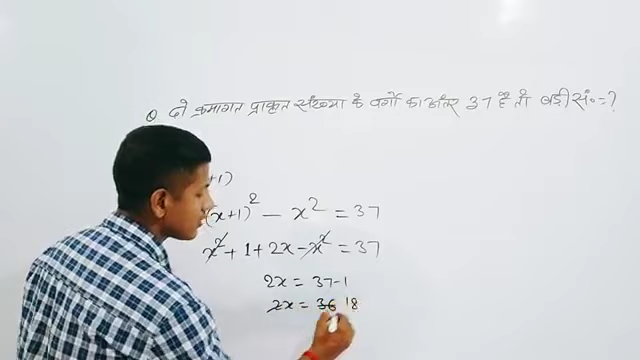 Q दो क्रमागत प्राकृत संख्या के वर्गो का अंतर 37 है तो बड़ी सं० = ?
+1)
(x+1)² - x² = 37
x² + 1 + 2x - x² = 37
2x = 37-1
2x = 36 18